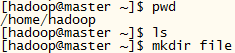 [hadoop@master ~]$ pwd
/home/hadoop
[hadoop@master ~]$ ls
[hadoop@master ~]$ mkdir file